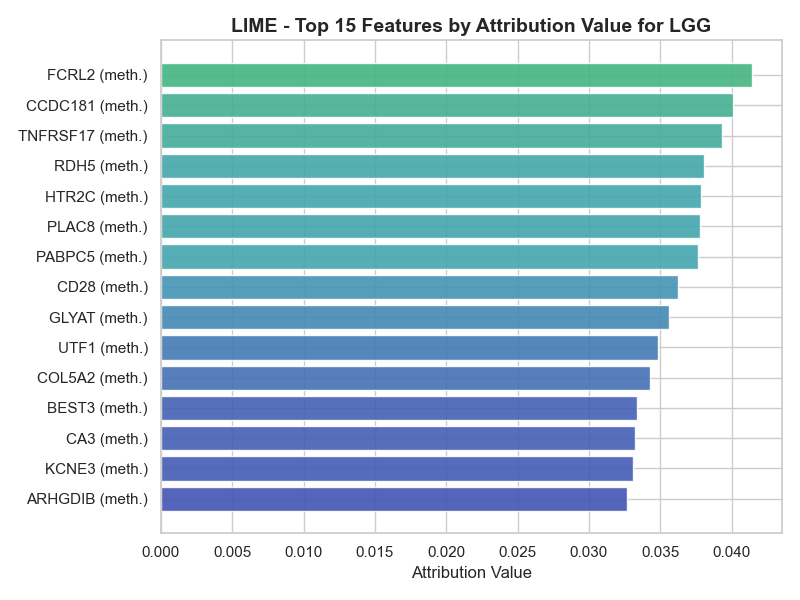 LIME - Top 15 Features by Attribution Value for LGG
FCRL2 (meth.)
CCDC181 (meth.)
TNFRSF17 (meth.)
RDH5 (meth.)
HTR2C (meth.)
PLAC8 (meth.)
PABPC5 (meth.)
CD28 (meth.)
GLYAT (meth.)
UTF1 (meth.)
COL5A2 (meth.)
BEST3 (meth.)
CA3 (meth.)
KCNE3 (meth.)
ARHGDIB (meth.)
0.000 0.005 0.010 0.015 0.020 0.025 0.030 0.035 0.040
Attribution Value